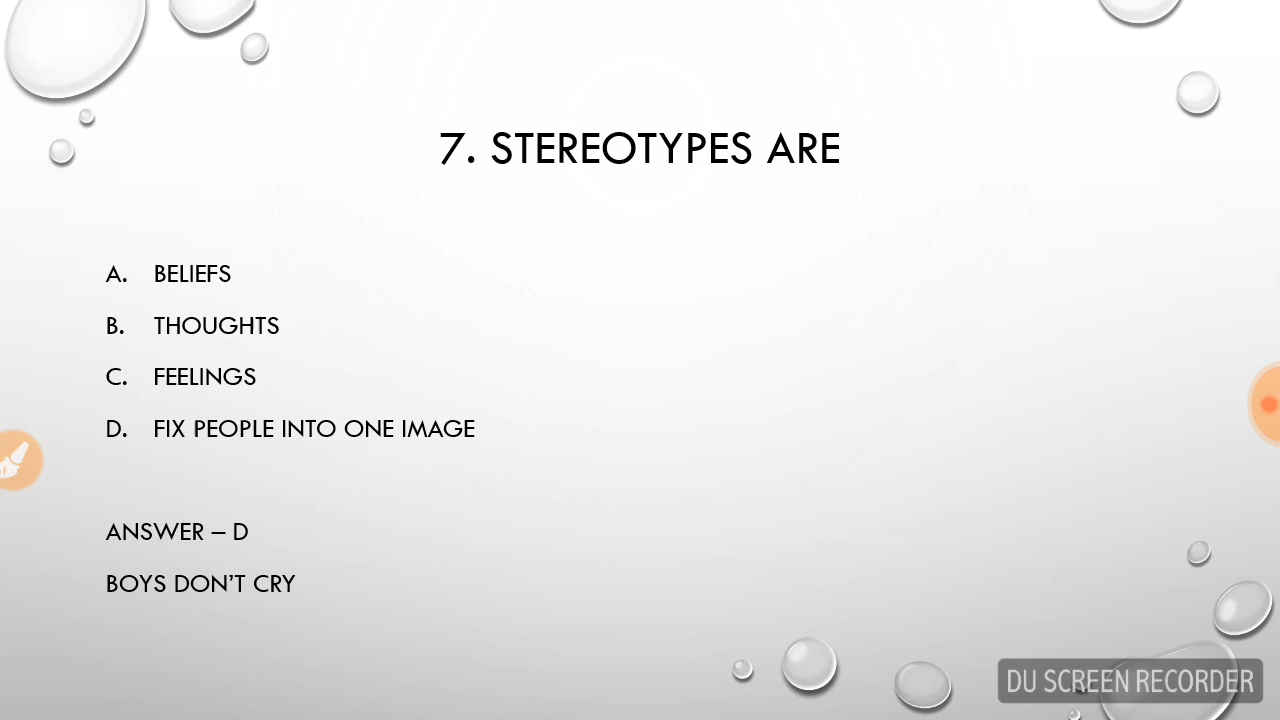 7. STEREOTYPES ARE
A. BELIEFS
B. THOUGHTS
C. FEELINGS
D. FIX PEOPLE INTO ONE IMAGE
ANSWER – D
BOYS DON'T CRY
DU SCREEN RECORDER